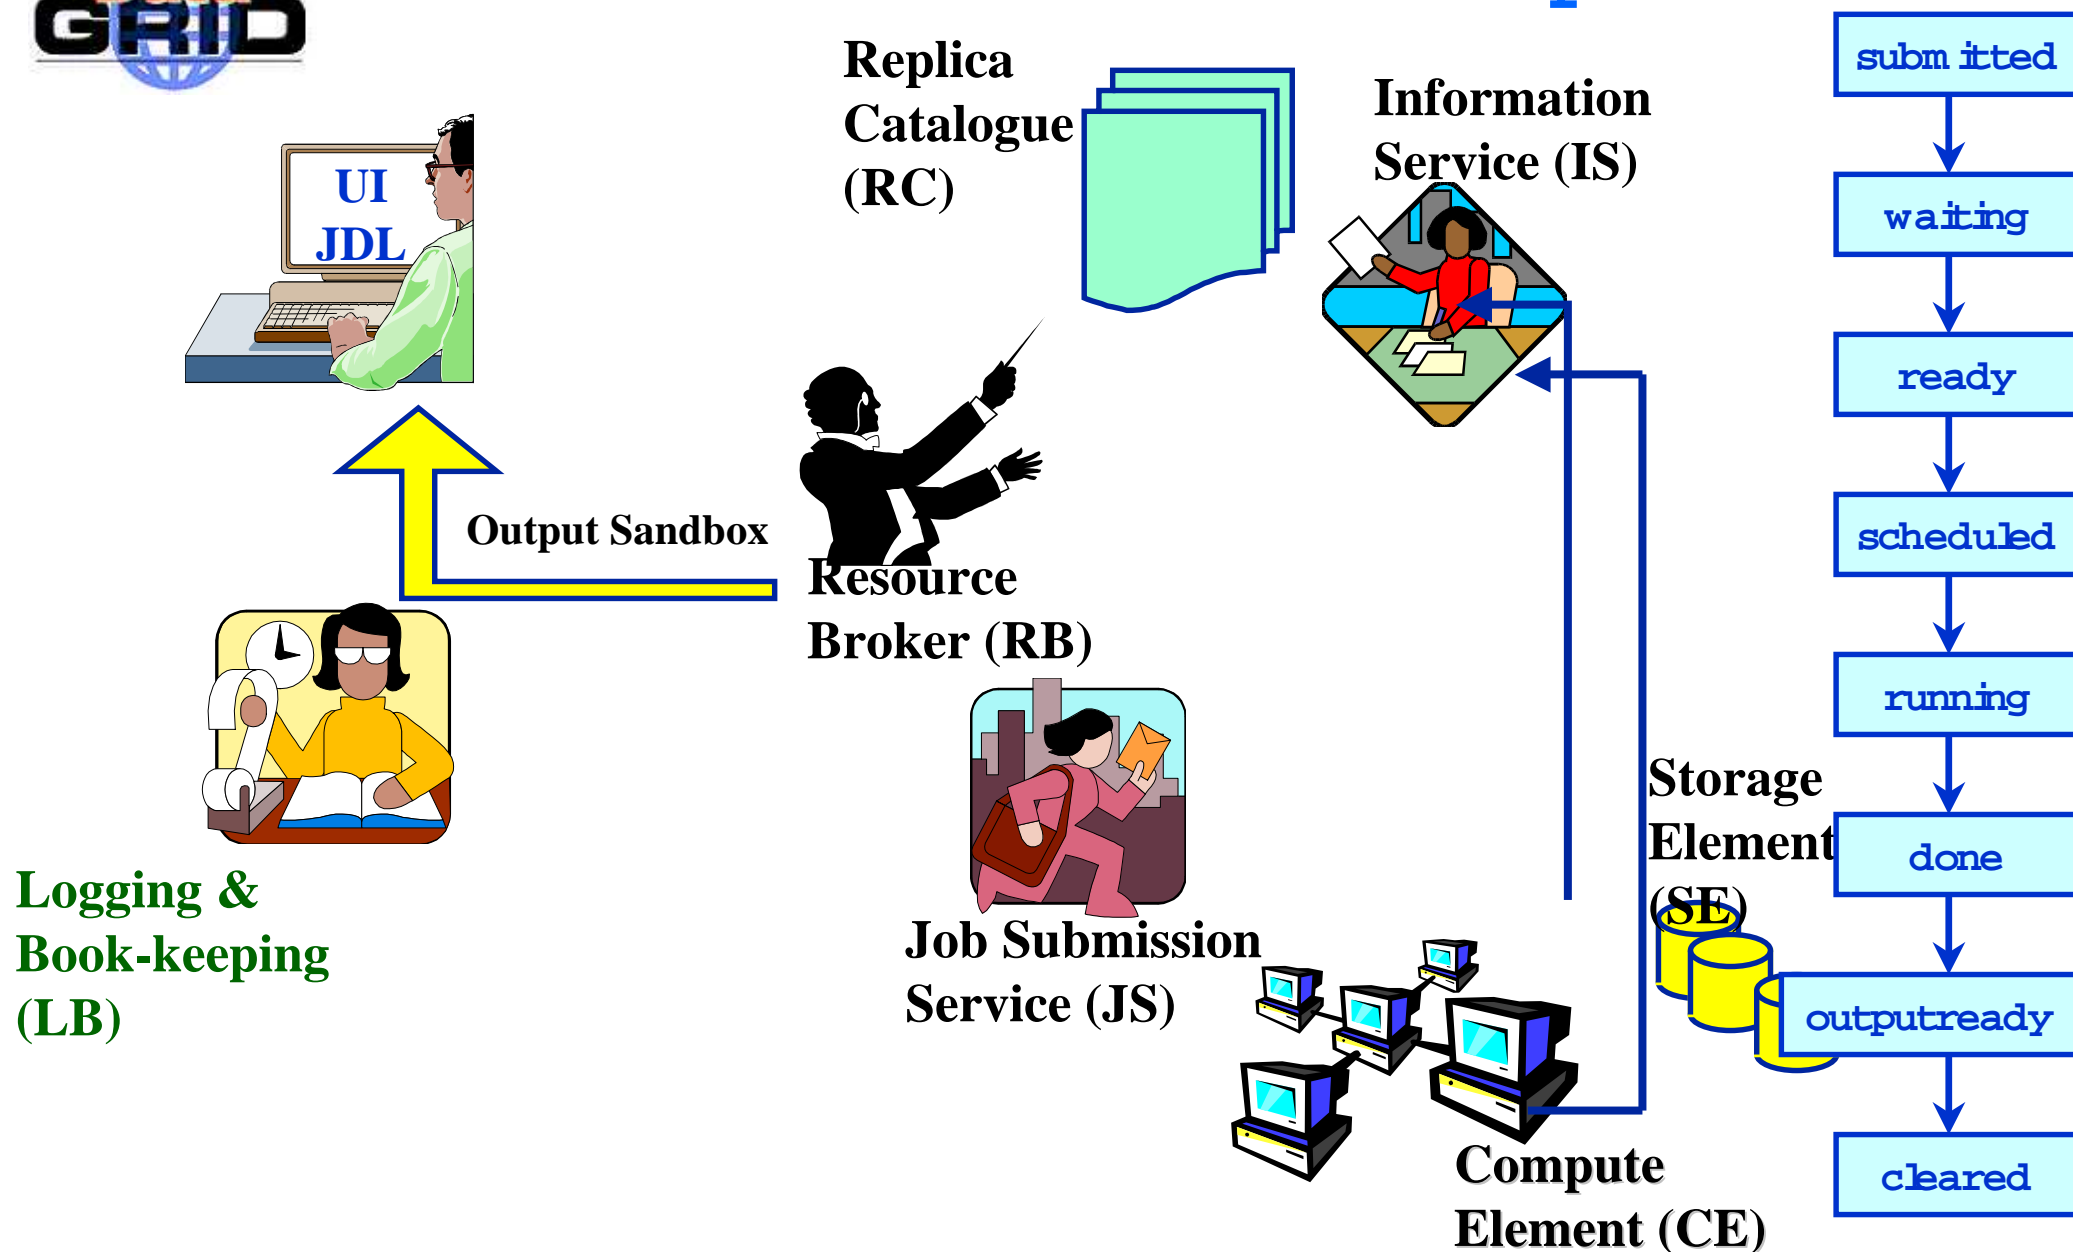 GRID
UI
JDL
Replica
Catalogue
(RC)
Information
Service (IS)
Output Sandbox
Resource
Broker (RB)
Logging &
Book-keeping
(LB)
Job Submission
Service (JS)
Storage
Element
(SE)
Compute
Element (CE)
submitted
waiting
ready
scheduled
running
done
outputready
cleared